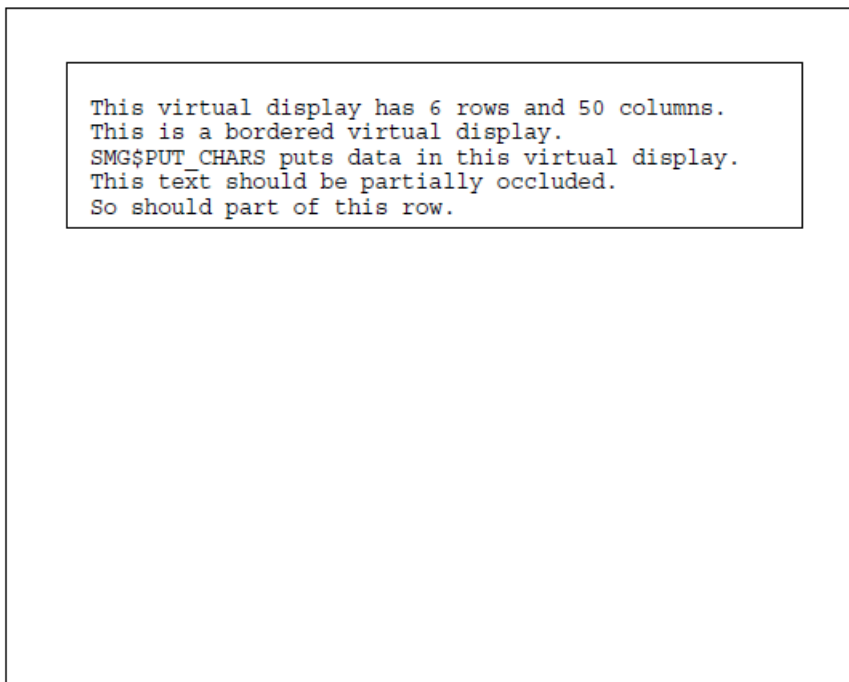 This virtual display has 6 rows and 50 columns.
This is a bordered virtual display.
SMG$PUT_CHARS puts data in this virtual display.
This text should be partially occluded.
So should part of this row.